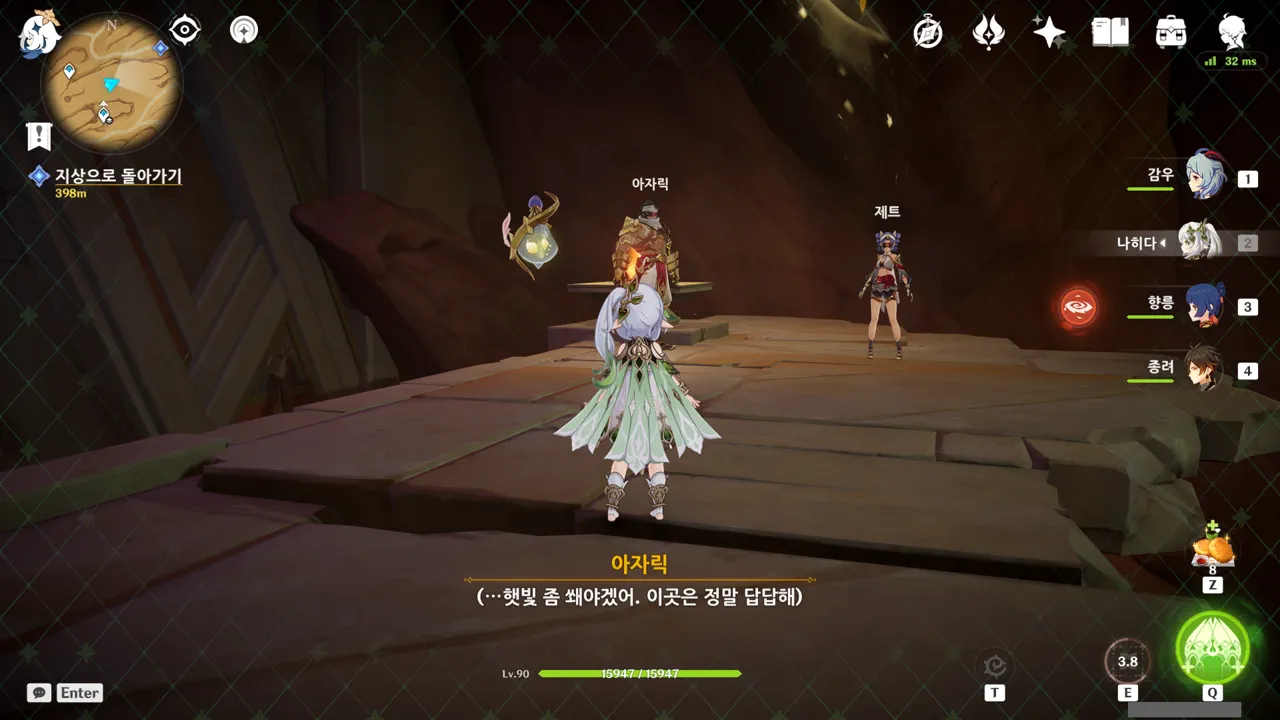 N
32 ms
지상으로 돌아가기
398m
아자릭
제트
감우
1
나히다
2
향릉
3
종려
4
아자릭
(…햇빛 좀 쐐야겠어. 이곳은 정말 답답해)
8
Z
Lv.90
15947 / 15947
3.8
Enter
T
E
Q